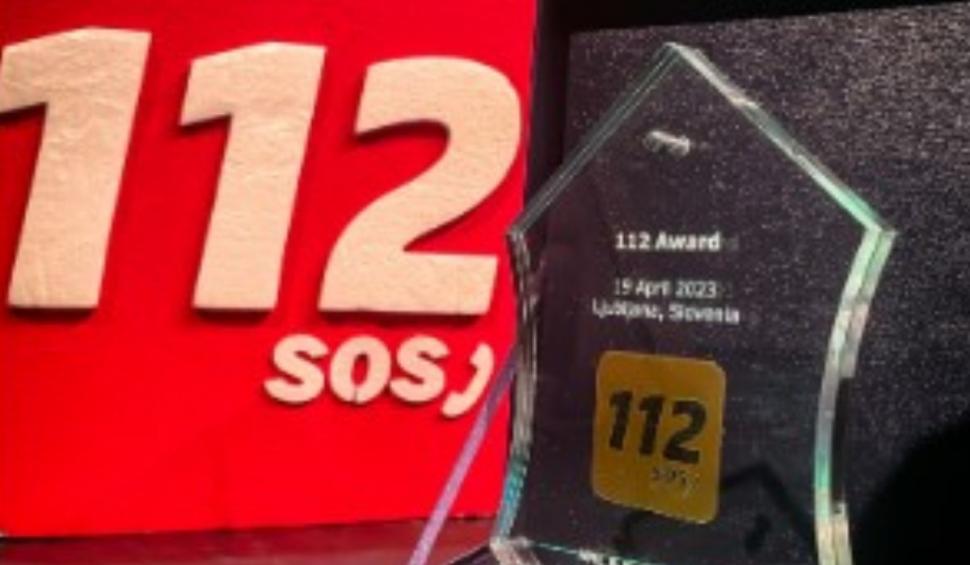 112
SOS
112 Award
19 April 2023
Ljubljana, Slovenia
112
SOS